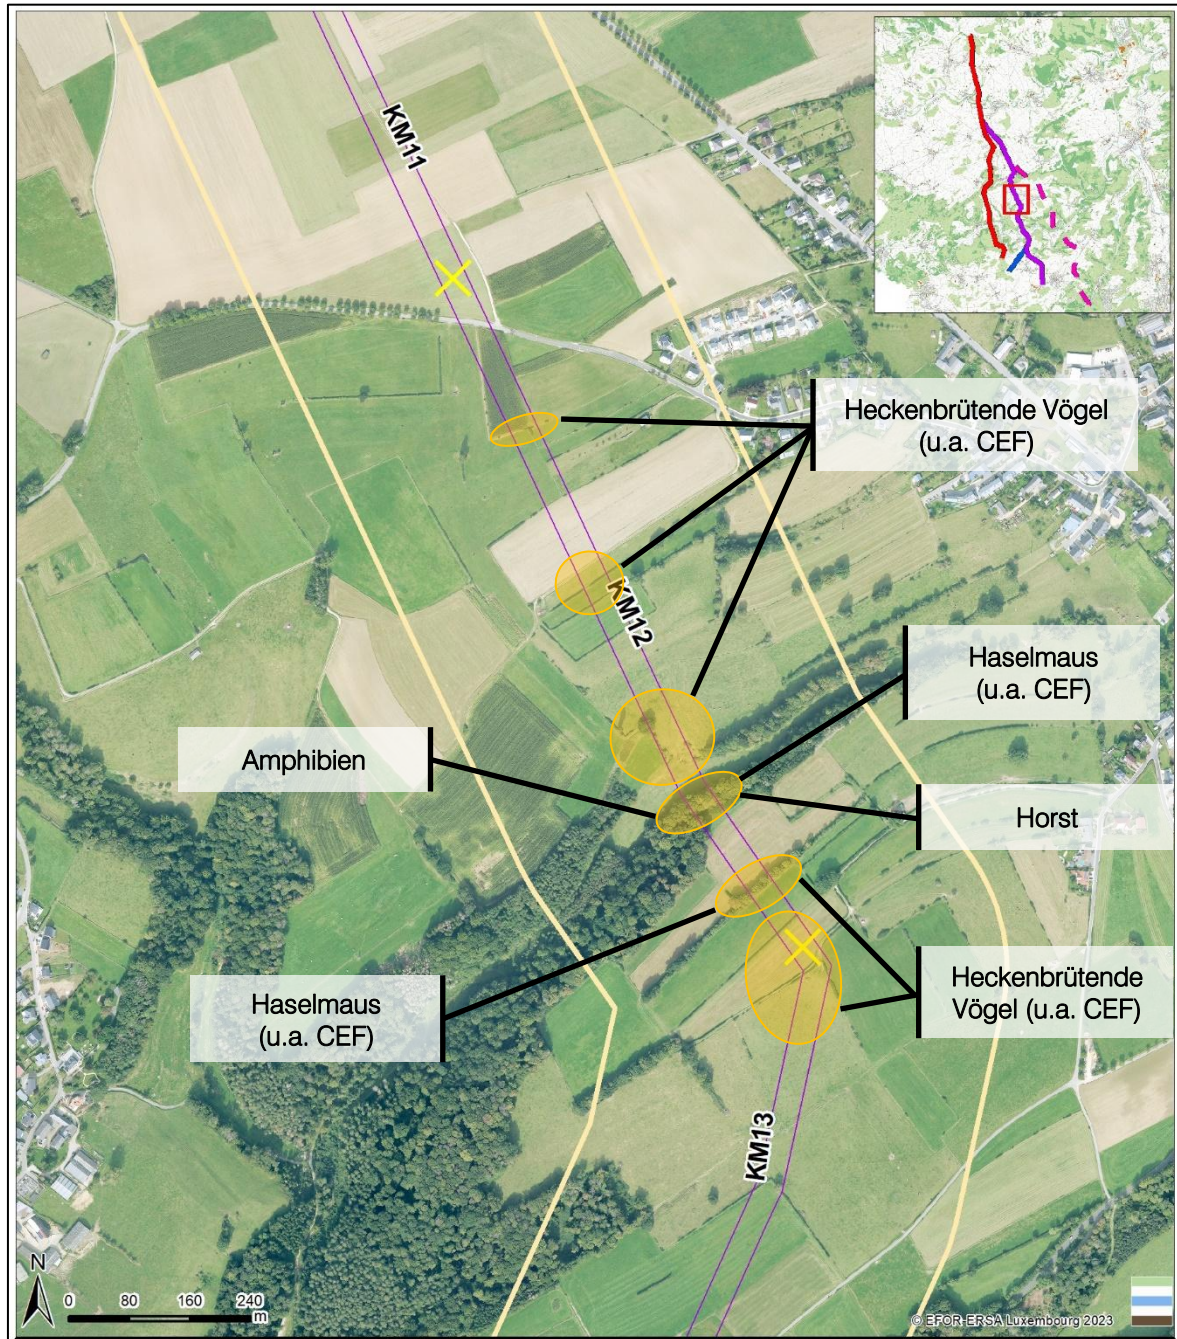 KM11
Heckenbrütende Vögel
(u.a. CEF)
KM12
Haselmaus
(u.a. CEF)
Amphibien
Horst
Haselmaus
(u.a. CEF)
Heckenbrütende
Vögel (u.a. CEF)
KM13
N
0 80 160 240
m
© EFOR-ERSA Luxembourg 2023